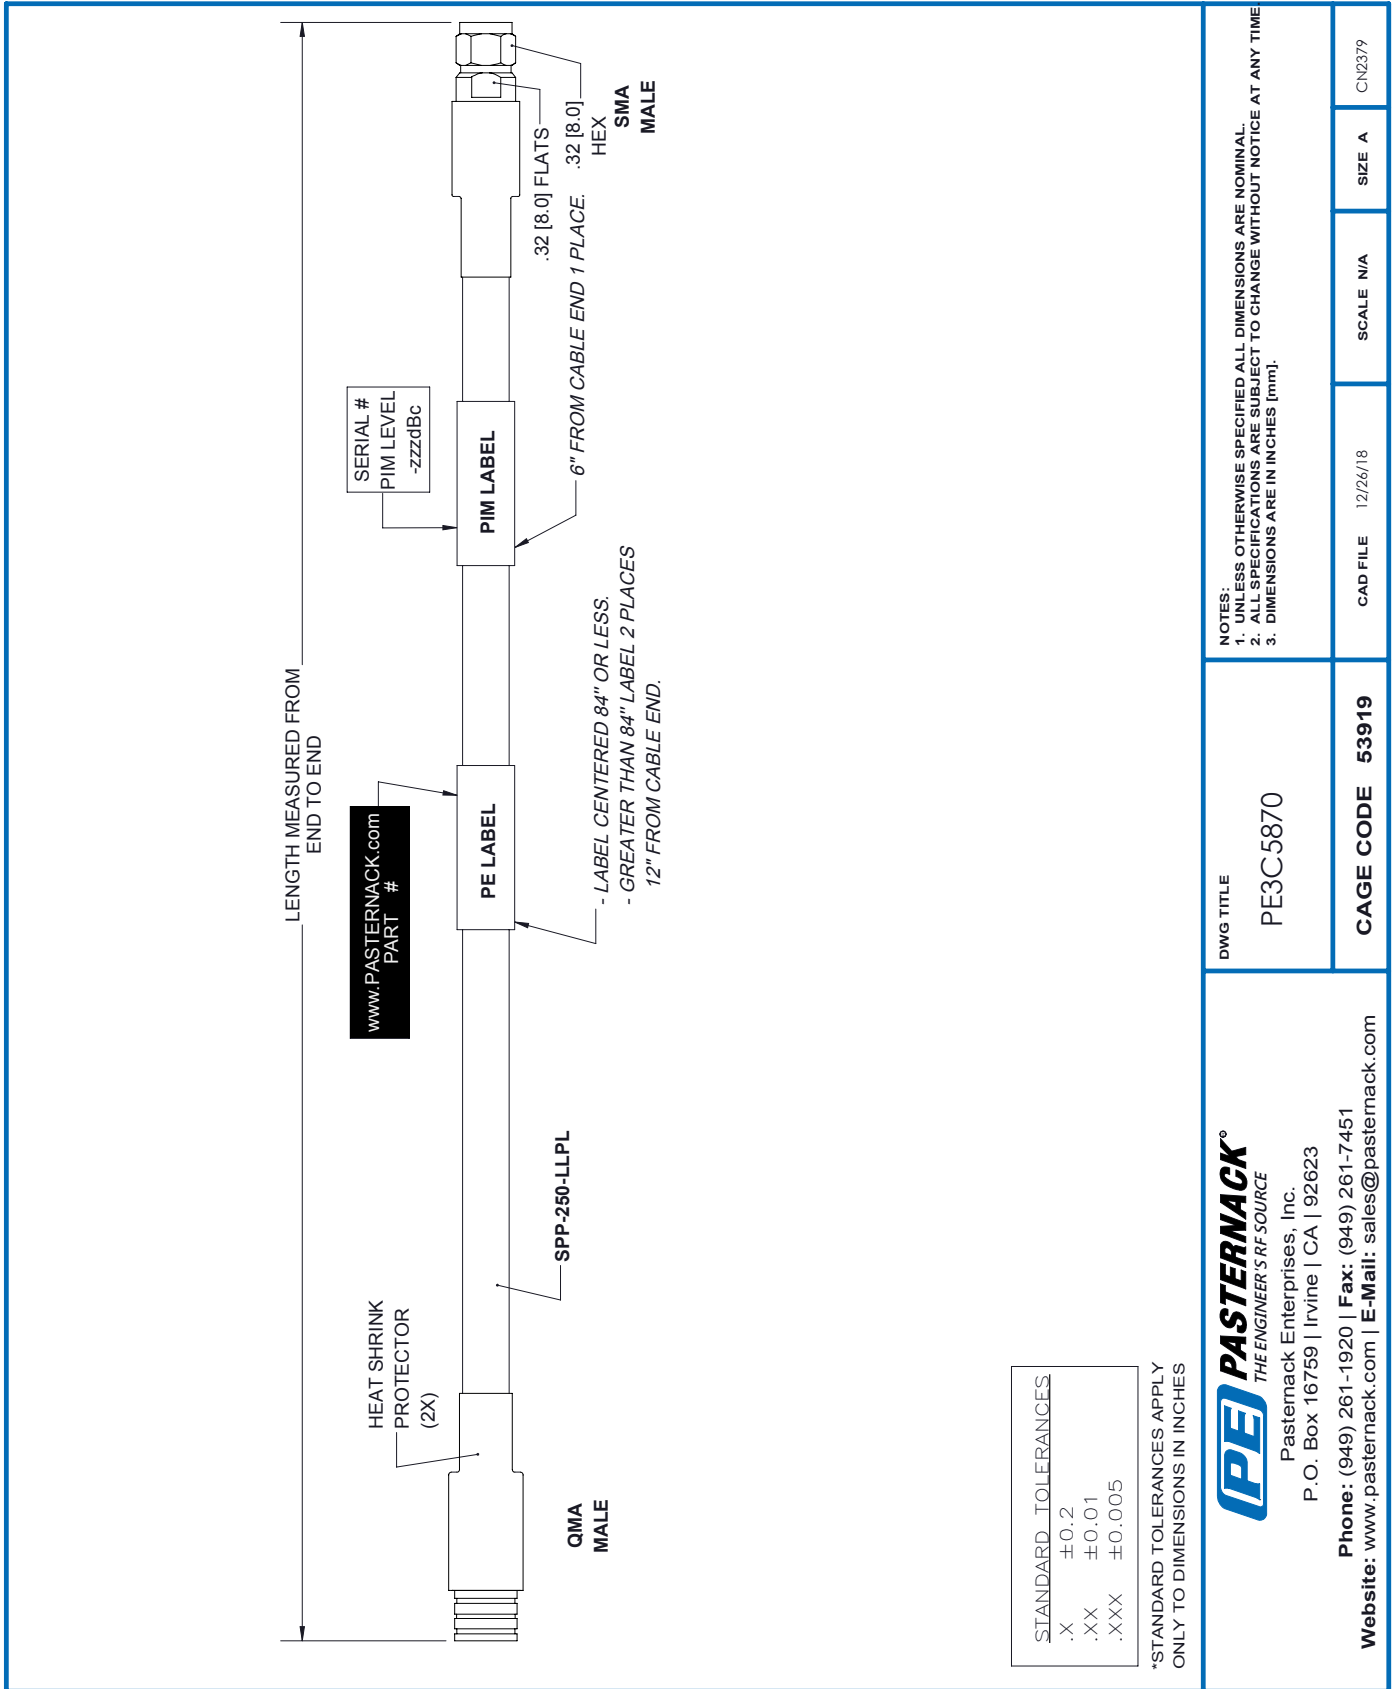 LENGTH MEASURED FROM
END TO END
HEAT SHRINK
PROTECTOR
(2X)
www.PASTERNACK.com
PART #
SERIAL #
PIM LEVEL
-zzzdBc
PE LABEL
PIM LABEL
QMA
MALE
SPP-250-LLPL
- LABEL CENTERED 84" OR LESS.
- GREATER THAN 84" LABEL 2 PLACES
12" FROM CABLE END.
6" FROM CABLE END 1 PLACE.
.32 [8.0] FLATS
.32 [8.0]
HEX
SMA
MALE
STANDARD TOLERANCES
.X ±0.2
.XX ±0.01
.XXX ±0.005
*STANDARD TOLERANCES APPLY
ONLY TO DIMENSIONS IN INCHES
PE PASTERNACK®
THE ENGINEER'S RF SOURCE
Pasternack Enterprises, Inc.
P.O. Box 16759 | Irvine | CA | 92623
Phone: (949) 261-1920 | Fax: (949) 261-7451
Website: www.pasternack.com | E-Mail: sales@pasternack.com
DWG TITLE
PE3C5870
CAGE CODE 53919
NOTES:
1. UNLESS OTHERWISE SPECIFIED ALL DIMENSIONS ARE NOMINAL.
2. ALL SPECIFICATIONS ARE SUBJECT TO CHANGE WITHOUT NOTICE AT ANY TIME.
3. DIMENSIONS ARE IN INCHES [mm].
CAD FILE 12/26/18
SCALE N/A
SIZE A
CN2379